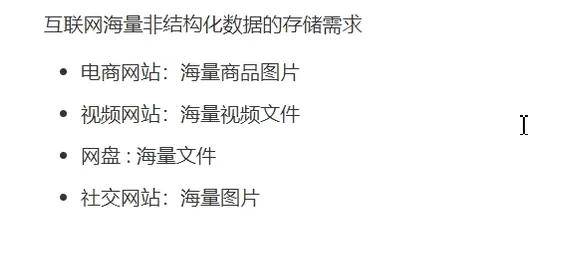 互联网海量非结构化数据的存储需求
• 电商网站：海量商品图片
• 视频网站：海量视频文件
• 网盘 : 海量文件
• 社交网站：海量图片